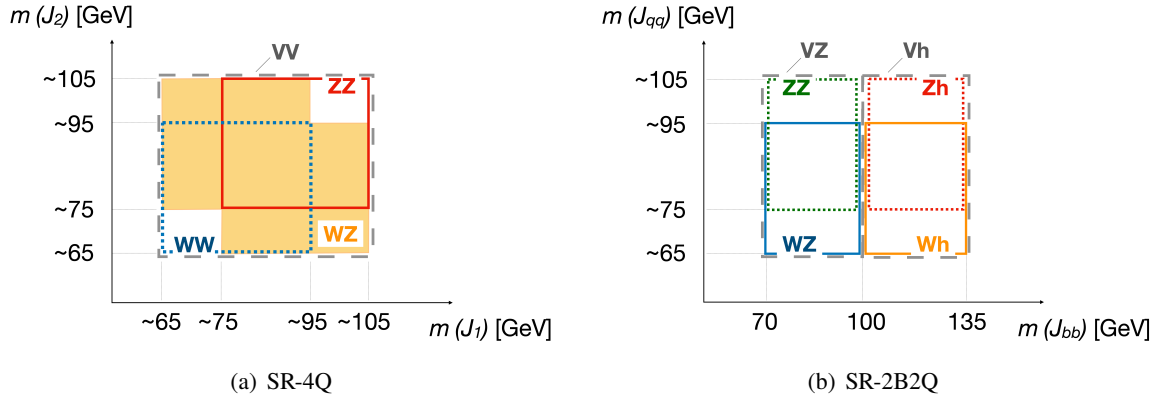 m (J2) [GeV]
VV
~105
ZZ
~95
~75
WW
WZ
~65
~65 ~75 ~95 ~105
m (J1) [GeV]
(a) SR-4Q
m (Jqq) [GeV]
VZ Vh
~105
ZZ Zh
~95
~75
WZ Wh
~65
70 100 135
m (Jbb) [GeV]
(b) SR-2B2Q